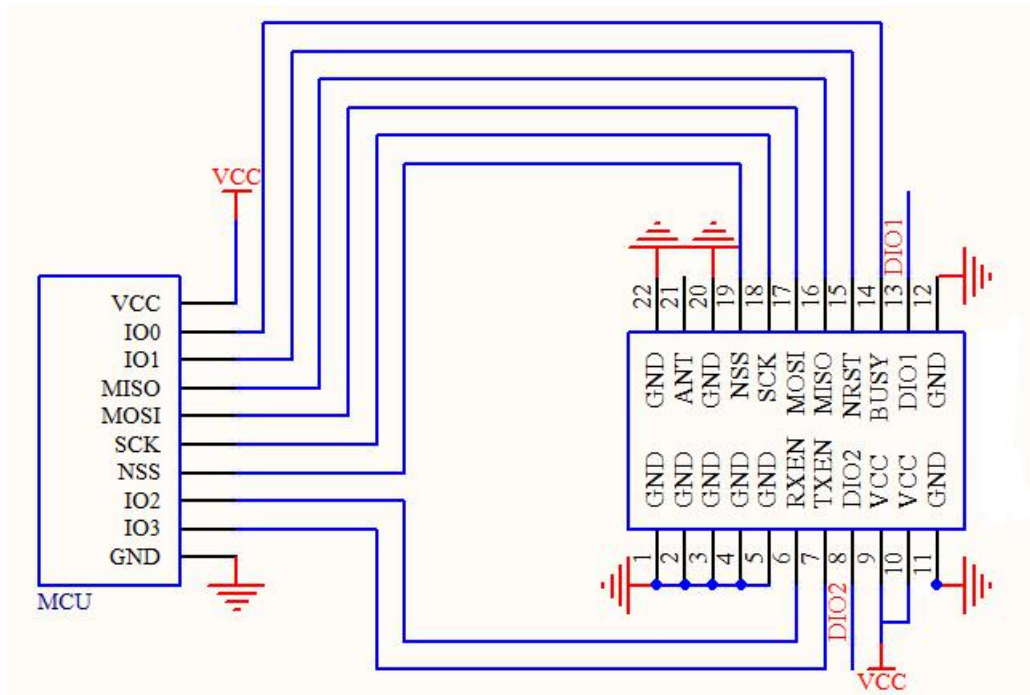 VCC
VCC
IO0
IO1
MISO
MOSI
SCK
NSS
IO2
IO3
GND
MCU
DIO1
22 21 20 19 18 17 16 15 14 13 12
GND ANT GND NSS SCK MOSI MISO NRST BUSY DIO1 GND
GND GND GND GND GND RXEN TXEN DIO2 VCC VCC GND
1 2 3 4 5 6 7 8 9 10 11
DIO2
VCC